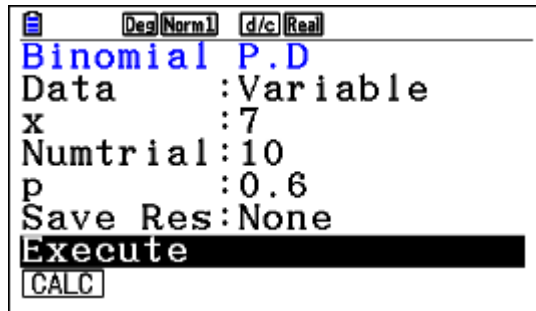 Deg Norm1 d/c Real
Binomial P.D
Data :Variable
x :7
Numtrial:10
p :0.6
Save Res:None
Execute
CALC